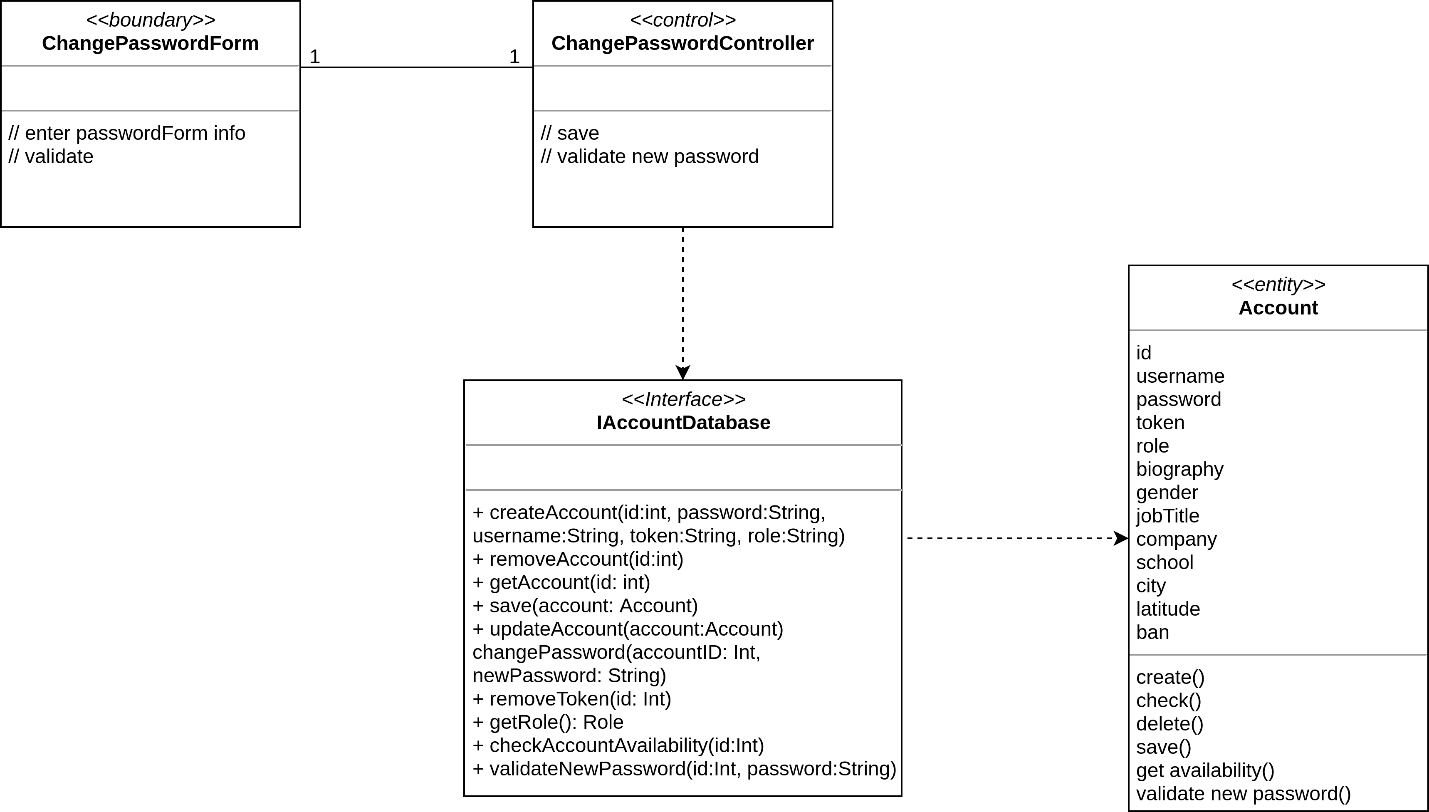 <<boundary>>
ChangePasswordForm
// enter passwordForm info
// validate
1
1
<<control>>
ChangePasswordController
// save
// validate new password
<<Interface>>
IAccountDatabase
+ createAccount(id:int, password:String,
username:String, token:String, role:String)
+ removeAccount(id:int)
+ getAccount(id: int)
+ save(account: Account)
+ updateAccount(account:Account)
changePassword(accountID: Int,
newPassword: String)
+ removeToken(id: Int)
+ getRole(): Role
+ checkAccountAvailability(id:Int)
+ validateNewPassword(id:Int, password:String)
<<entity>>
Account
id
username
password
token
role
biography
gender
jobTitle
company
school
city
latitude
ban
create()
check()
delete()
save()
get availability()
validate new password()